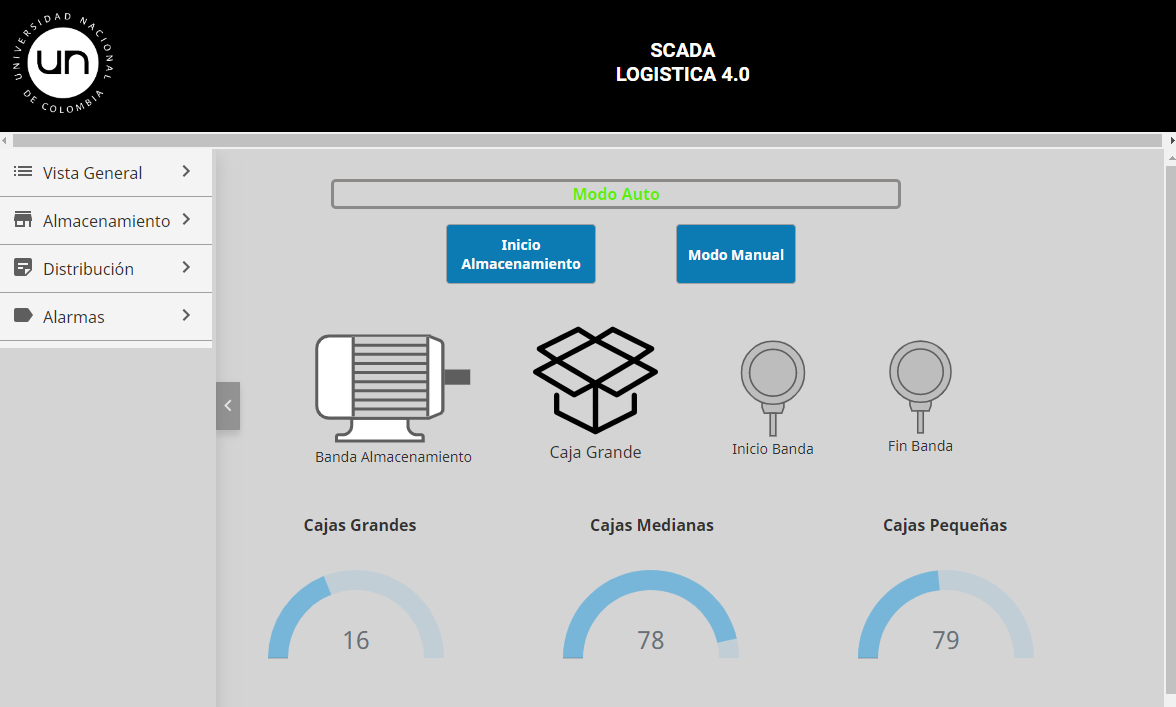 UNIVERSIDAD NACIONAL
DE COLOMBIA
un
SCADA
LOGISTICA 4.0
Vista General
Almacenamiento
Distribución
Alarmas
Modo Auto
Inicio
Almacenamiento
Modo Manual
Banda Almacenamiento
Caja Grande
Inicio Banda
Fin Banda
Cajas Grandes
Cajas Medianas
Cajas Pequeñas
16
78
79